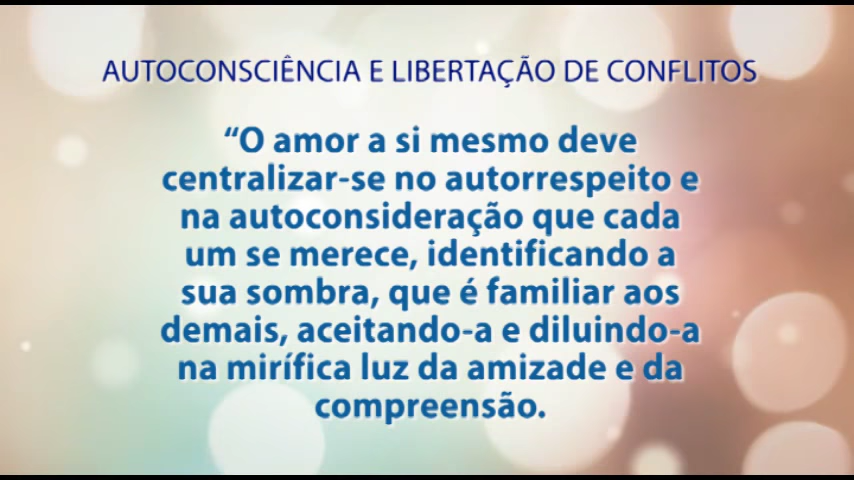 AUTOCONSCIÊNCIA E LIBERTAÇÃO DE CONFLITOS
“O amor a si mesmo deve
centralizar-se no autorrespeito e
na autoconsideração que cada
um se merece, identificando a
sua sombra, que é familiar aos
demais, aceitando-a e diluindo-a
na mirífica luz da amizade e da
compreensão.